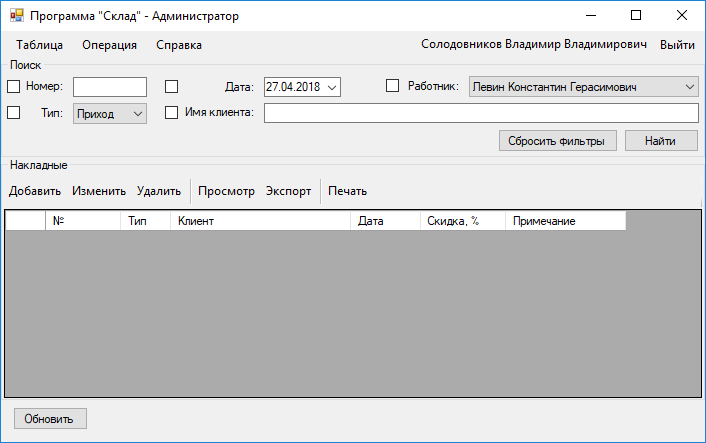 Программа "Склад" - Администратор
Таблица Операция Справка Солодовников Владимир Владимирович Выйти
Поиск
Номер: Дата: 27.04.2018 Работник: Левин Константин Герасимович
Тип: Приход Имя клиента:
Сбросить фильтры Найти
Накладные
Добавить Изменить Удалить Просмотр Экспорт Печать
№ Тип Клиент Дата Скидка, % Примечание
Обновить